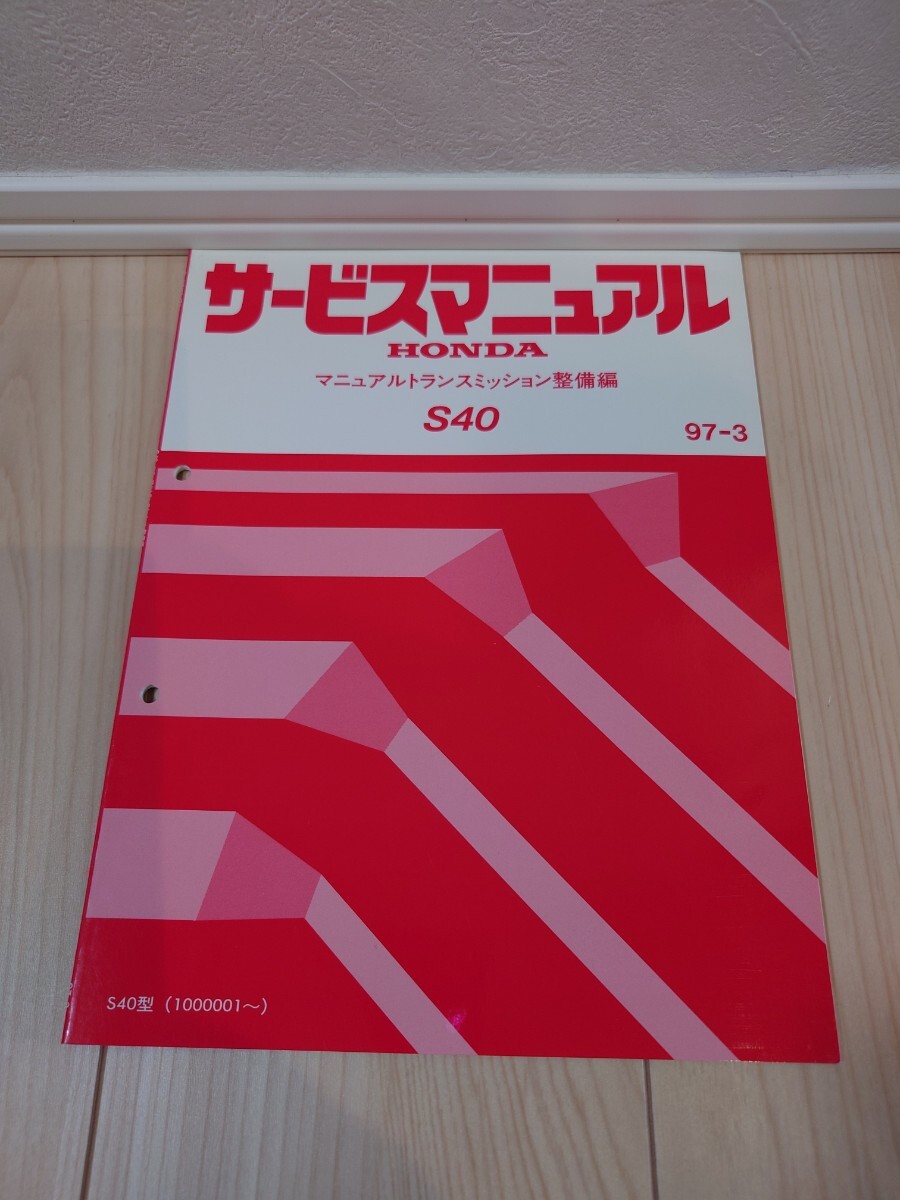 サービスマニュアル
HONDA
マニュアルトランスミッション整備編
S40
97-3
S40型 (1000001〜)